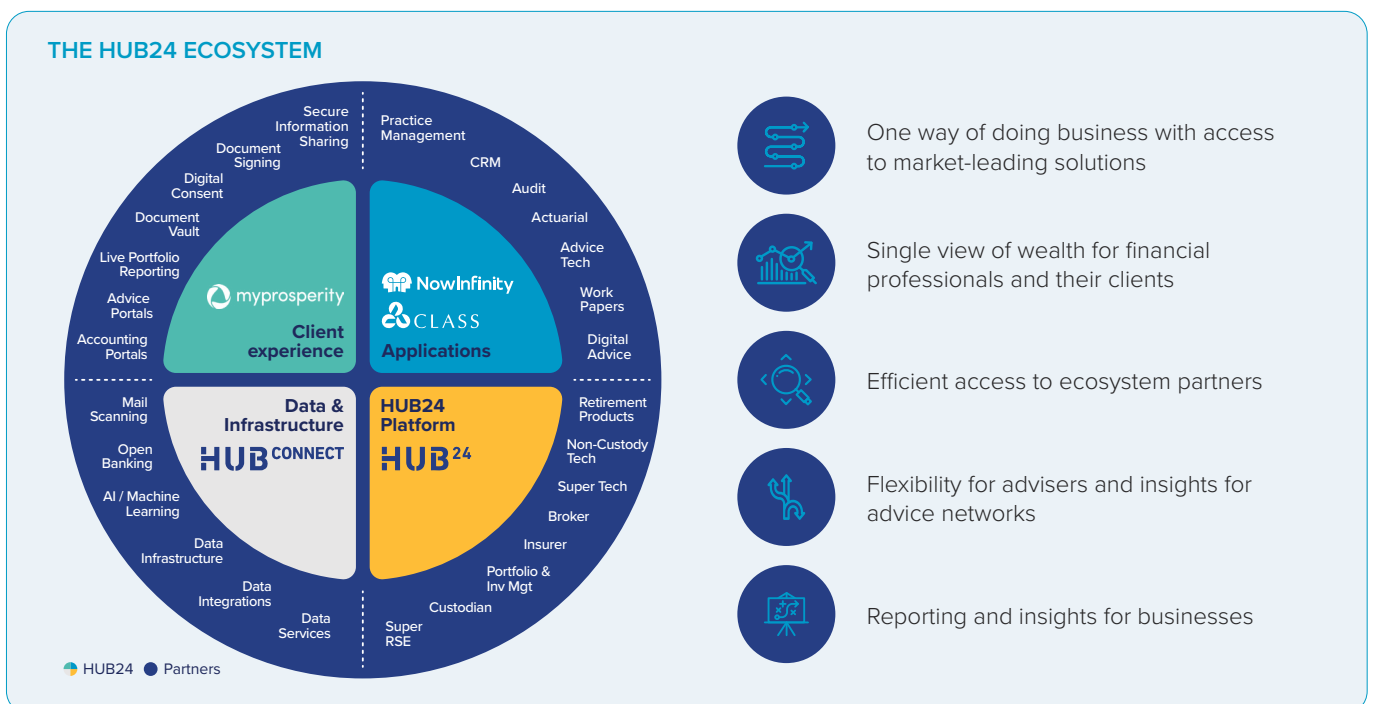 THE HUB24 ECOSYSTEM
Secure
Information
Sharing
Document
Signing
Digital
Consent
Document
Vault
Live Portfolio
Reporting
Advice
Portals
Accounting
Portals
Practice
Management
CRM
Audit
Actuarial
Advice
Tech
Work
Papers
Digital
Advice
myprosperity
Client
experience
NowInfinity
CLASS
Applications
Data &
Infrastructure
HUB CONNECT
HUB24
Platform
HUB 24
Mail
Scanning
Open
Banking
AI / Machine
Learning
Data
Infrastructure
Data
Integrations
Data
Services
Retirement
Products
Non-Custody
Tech
Super Tech
Broker
Insurer
Portfolio &
Inv Mgt
Custodian
Super
RSE
HUB24 Partners
One way of doing business with access
to market-leading solutions
Single view of wealth for financial
professionals and their clients
Efficient access to ecosystem partners
Flexibility for advisers and insights for
advice networks
Reporting and insights for businesses